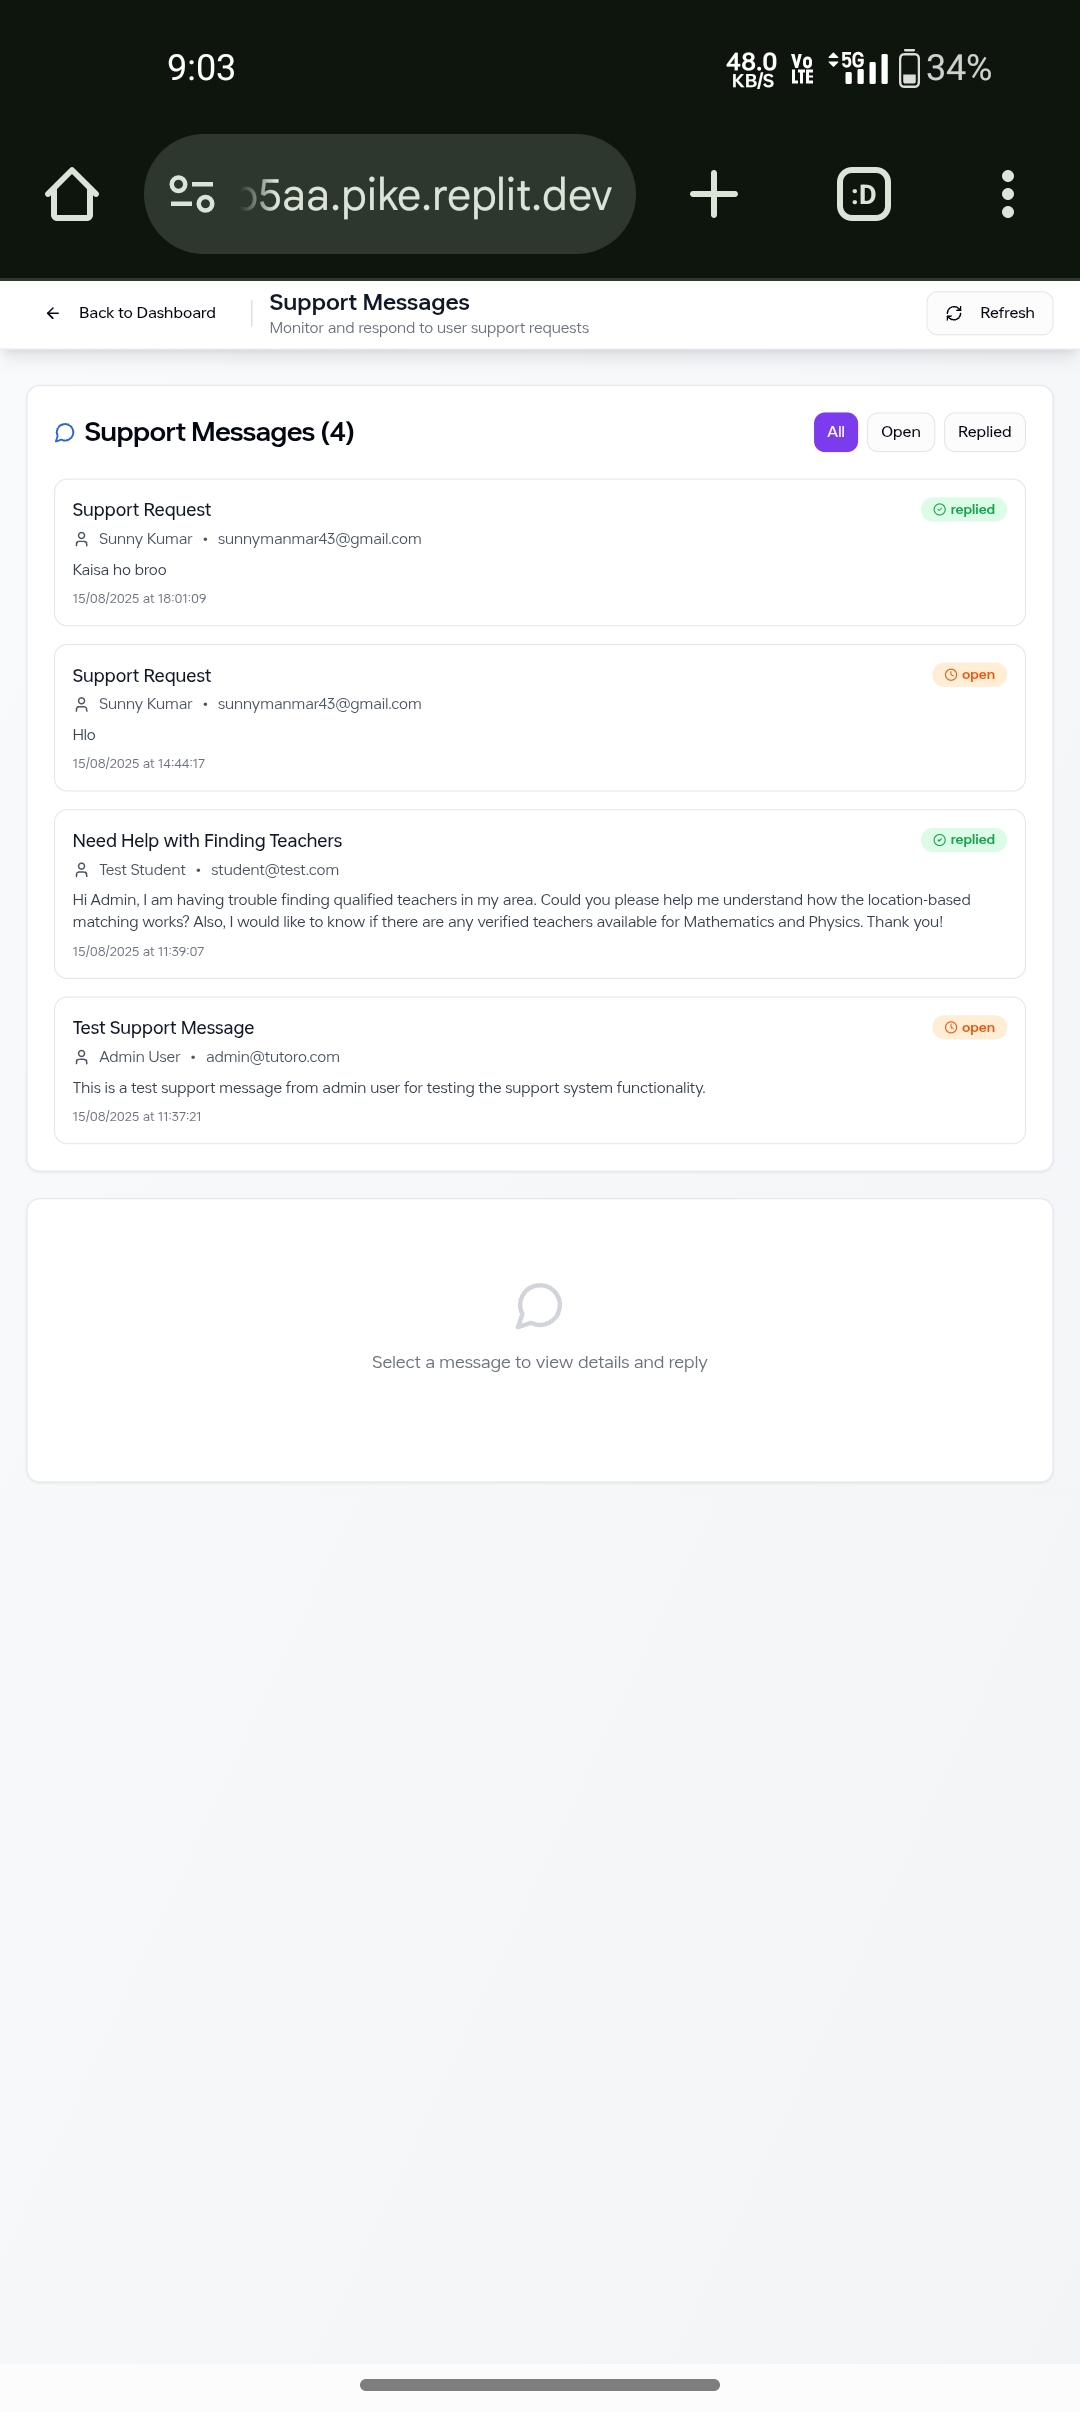 9:03
48.0 KB/S Vo LTE 5G 34%
5aa.pike.replit.dev :D
Back to Dashboard
Support Messages
Monitor and respond to user support requests
Refresh
Support Messages (4)
All Open Replied
Support Request
replied
Sunny Kumar • sunnymanmar43@gmail.com
Kaisa ho broo
15/08/2025 at 18:01:09
Support Request
open
Sunny Kumar • sunnymanmar43@gmail.com
Hlo
15/08/2025 at 14:44:17
Need Help with Finding Teachers
replied
Test Student • student@test.com
Hi Admin, I am having trouble finding qualified teachers in my area. Could you please help me understand how the location-based
matching works? Also, I would like to know if there are any verified teachers available for Mathematics and Physics. Thank you!
15/08/2025 at 11:39:07
Test Support Message
open
Admin User • admin@tutoro.com
This is a test support message from admin user for testing the support system functionality.
15/08/2025 at 11:37:21
Select a message to view details and reply